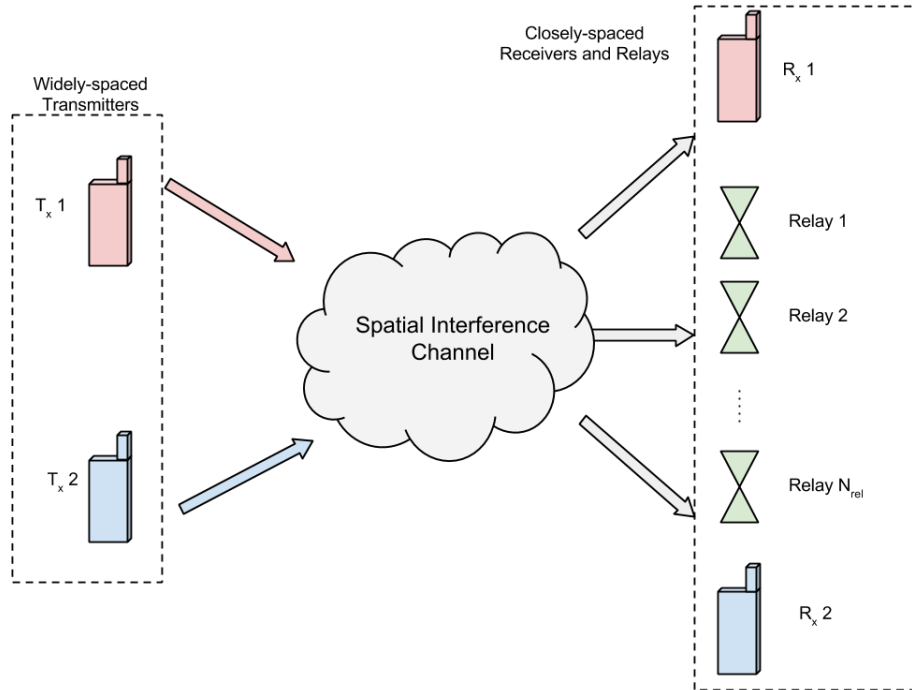 Closely-spaced
Receivers and Relays
Widely-spaced
Transmitters
Rx 1
Tx 1
Relay 1
Relay 2
Spatial Interference
Channel
Tx 2
Relay Nrel
Rx 2